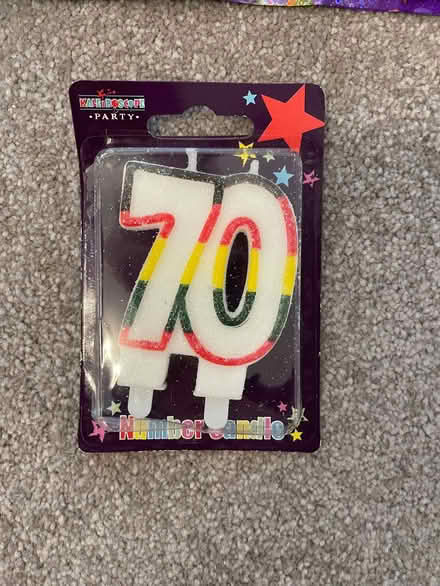 KALEIDOSCOPE
• PARTY •
70
Number Candle